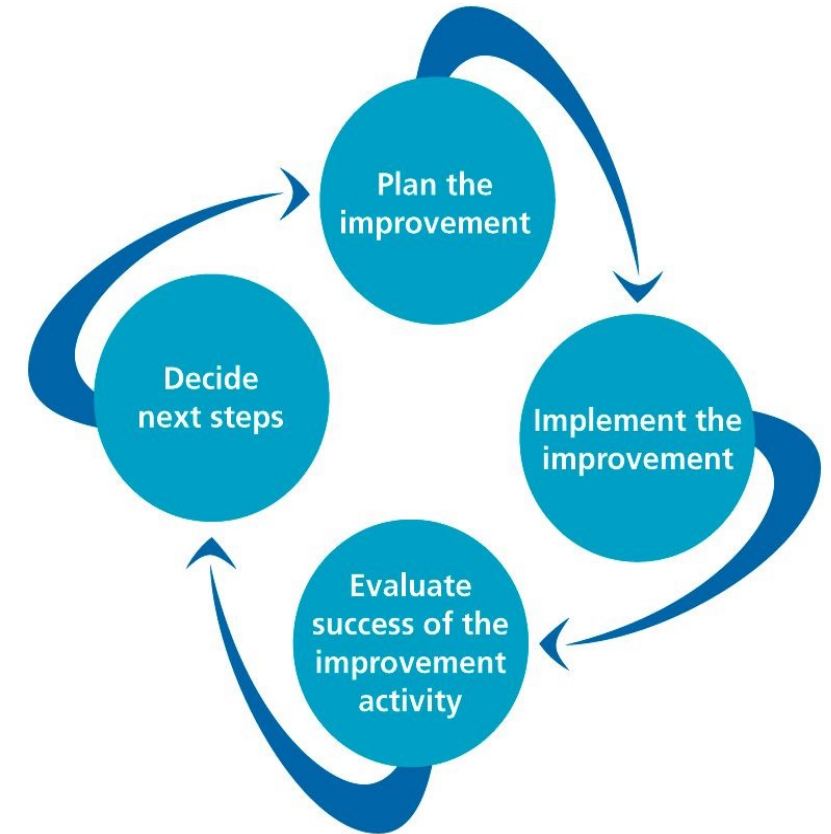 Plan the
improvement
Implement the
improvement
Evaluate
success of the
improvement
activity
Decide
next steps